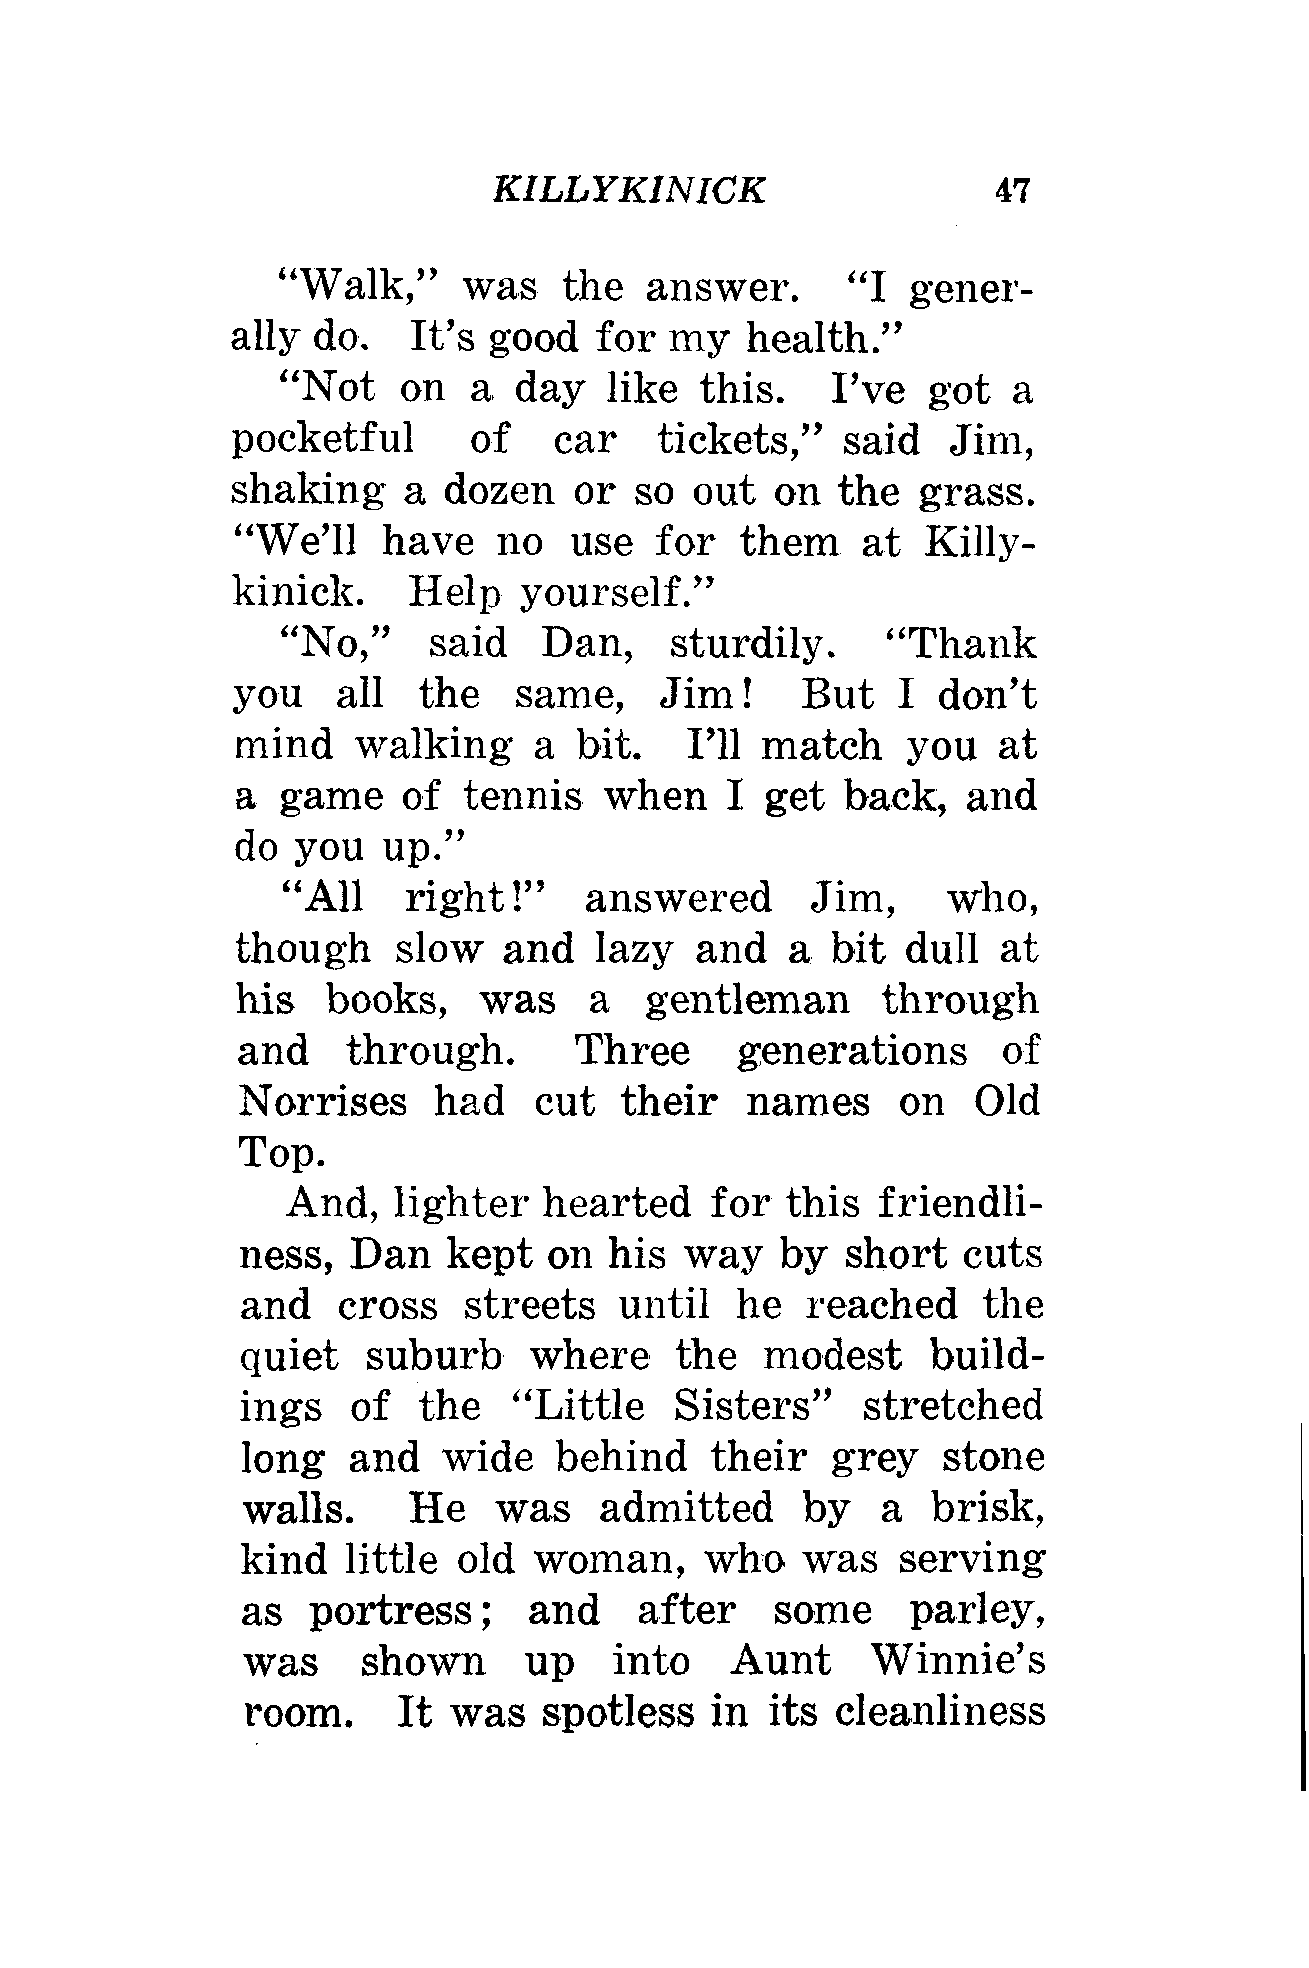 KILLYKINICK 47
“Walk,” was the answer. “I gener-
ally do. It’s good for my health.”
“Not on a day like this. I’ve got a
pocketful of car tickets,” said Jim,
shaking a dozen or so out on the grass.
“We’ll have no use for them at Killy-
kinick. Help yourself.”
“No,” said Dan, sturdily. “Thank
you all the same, Jim! But I don’t
mind walking a bit. I’ll match you at
a game of tennis when I get back, and
do you up.”
“All right!” answered Jim, who,
though slow and lazy and a bit dull at
his books, was a gentleman through
and through. Three generations of
Norrises had cut their names on Old
Top.
And, lighter hearted for this friendli-
ness, Dan kept on his way by short cuts
and cross streets until he reached the
quiet suburb where the modest build-
ings of the “Little Sisters” stretched
long and wide behind their grey stone
walls. He was admitted by a brisk,
kind little old woman, who was serving
as portress; and after some parley,
was shown up into Aunt Winnie’s
room. It was spotless in its cleanliness